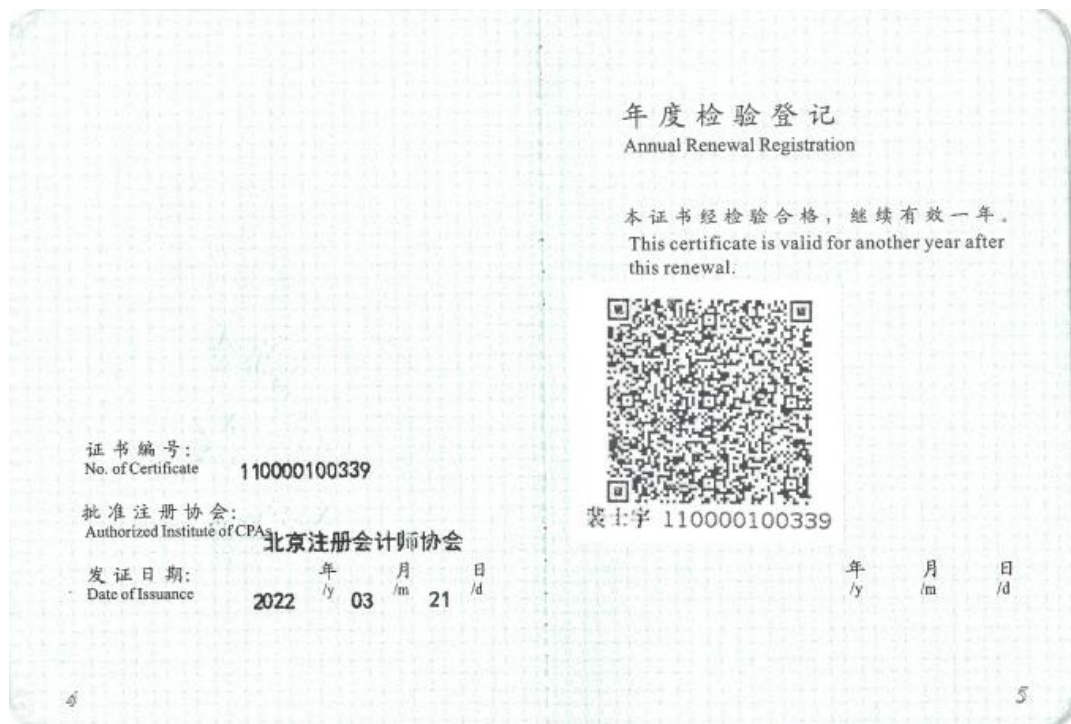 证书编号:
No. of Certificate
110000100339
批准注册协会:
Authorized Institute of CPAs
北京注册会计师协会
发证日期:
Date of Issuance
2022 年 /y 03 月 /m 21 日 /d
4
年度检验登记
Annual Renewal Registration
本证书经检验合格，继续有效一年。
This certificate is valid for another year after
this renewal.
裴士宇 110000100339
年 /y 月 /m 日 /d
5